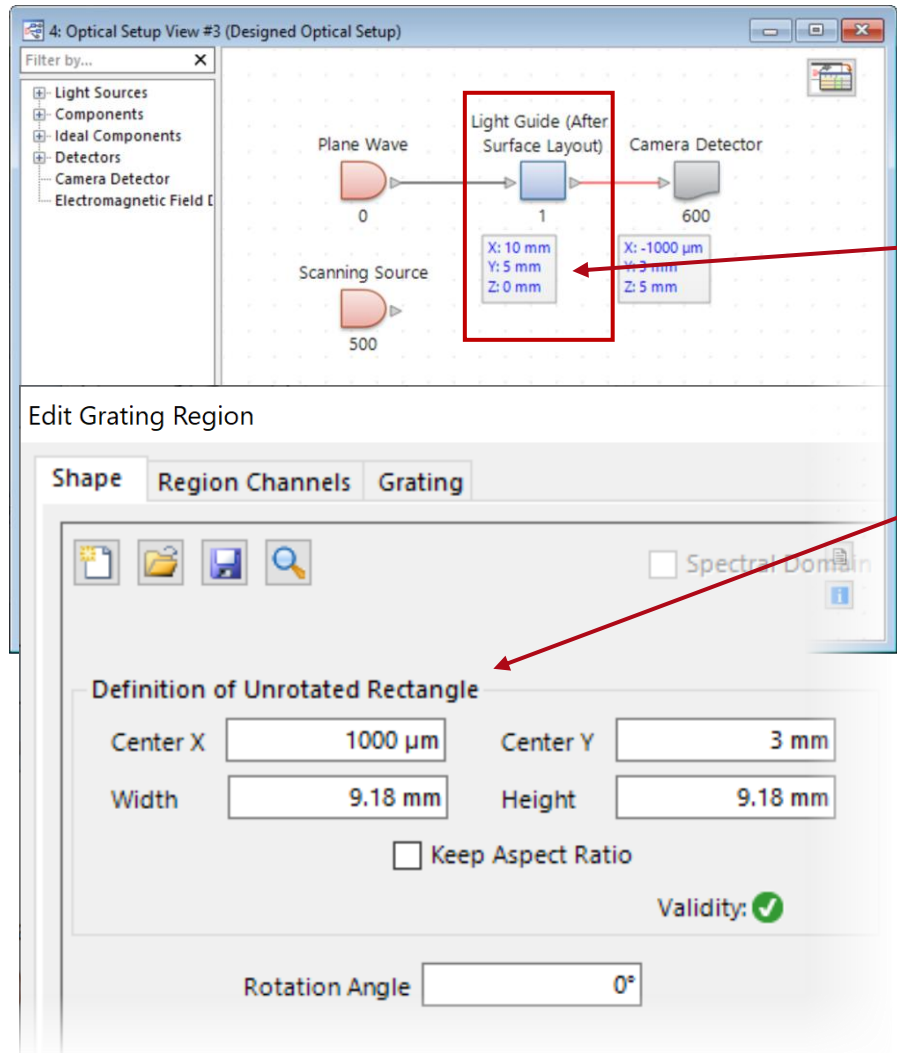 4: Optical Setup View #3 (Designed Optical Setup)
Filter by...
Light Sources
Components
Ideal Components
Detectors
Camera Detector
Electromagnetic Field D
Plane Wave
0
Light Guide (After
Surface Layout)
1
X: 10 mm
Y: 5 mm
Z: 0 mm
Camera Detector
600
X: -1000 µm
Y: 3 mm
Z: 5 mm
Scanning Source
500
Edit Grating Region
Shape
Region Channels
Grating
Spectral Domain
Definition of Unrotated Rectangle
Center X 1000 µm Center Y 3 mm
Width 9.18 mm Height 9.18 mm
Keep Aspect Ratio
Validity:
Rotation Angle 0°